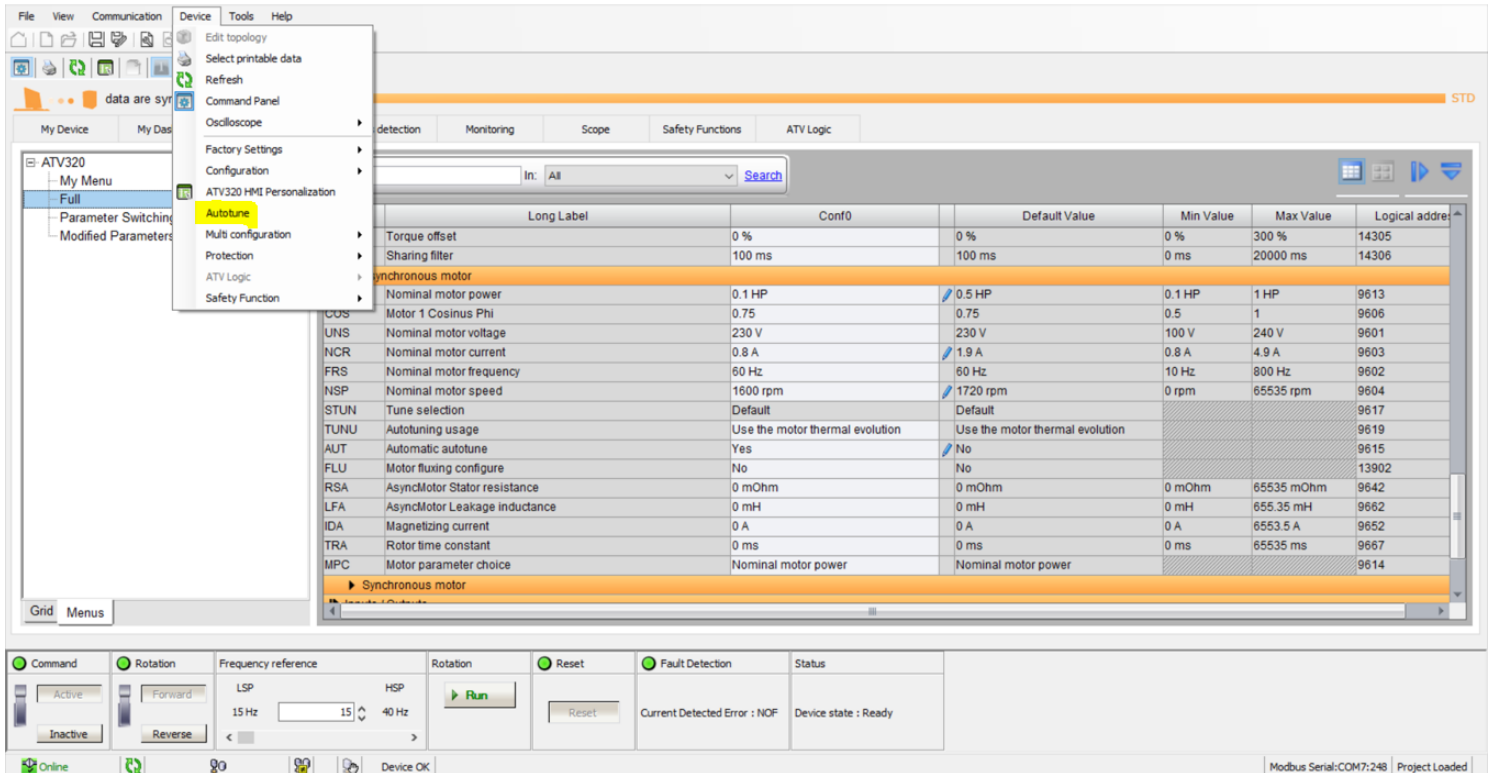 File View Communication Device Tools Help
Edit topology
Select printable data
Refresh
data are syn
Command Panel
STD
Oscilloscope
My Device My Das detection Monitoring Scope Safety Functions ATV Logic
Factory Settings
ATV320
Configuration
In: All Search
My Menu
ATV320 HMI Personalization
Full
Autotune
Long Label Conf0 Default Value Min Value Max Value Logical addre
Parameter Switching
Modified Parameters
Multi configuration
Torque offset 0 % 0 % 0 % 300 % 14305
Protection
Sharing filter 100 ms 100 ms 0 ms 20000 ms 14306
ATV Logic
ynchronous motor
Safety Function
Nominal motor power 0.1 HP 0.5 HP 0.1 HP 1 HP 9613
COS Motor 1 Cosinus Phi 0.75 0.75 0.5 1 9606
UNS Nominal motor voltage 230 V 230 V 100 V 240 V 9601
NCR Nominal motor current 0.8 A 1.9 A 0.8 A 4.9 A 9603
FRS Nominal motor frequency 60 Hz 60 Hz 10 Hz 800 Hz 9602
NSP Nominal motor speed 1600 rpm 1720 rpm 0 rpm 65535 rpm 9604
STUN Tune selection Default Default 9617
TUNU Autotuning usage Use the motor thermal evolution Use the motor thermal evolution 9619
AUT Automatic autotune Yes No 9615
FLU Motor fluxing configure No No 13902
RSA AsyncMotor Stator resistance 0 mOhm 0 mOhm 0 mOhm 65535 mOhm 9642
LFA AsyncMotor Leakage inductance 0 mH 0 mH 0 mH 655.35 mH 9662
IDA Magnetizing current 0 A 0 A 0 A 6553.5 A 9652
TRA Rotor time constant 0 ms 0 ms 0 ms 65535 ms 9667
MPC Motor parameter choice Nominal motor power Nominal motor power 9614
Synchronous motor
Grid Menus
Command Rotation Frequency reference Rotation Reset Fault Detection Status
LSP HSP
Active Forward Run
15 Hz 15 40 Hz Reset Current Detected Error : NOF Device state : Ready
Inactive Reverse
Online Device OK Modbus Serial:COM7:248 Project Loaded